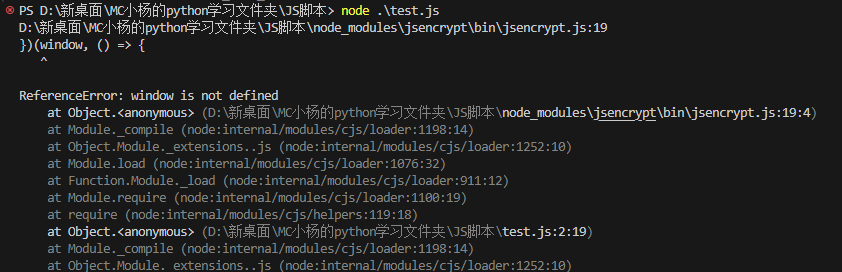 PS D:\新桌面\MC小杨的python学习文件夹\JS脚本> node .\test.js
D:\新桌面\MC小杨的python学习文件夹\JS脚本\node_modules\jsencrypt\bin\jsencrypt.js:19
})(window, () => {
   ^
ReferenceError: window is not defined
    at Object.<anonymous> (D:\新桌面\MC小杨的python学习文件夹\JS脚本\node_modules\jsencrypt\bin\jsencrypt.js:19:4)
    at Module._compile (node:internal/modules/cjs/loader:1198:14)
    at Object.Module._extensions..js (node:internal/modules/cjs/loader:1252:10)
    at Module.load (node:internal/modules/cjs/loader:1076:32)
    at Function.Module._load (node:internal/modules/cjs/loader:911:12)
    at Module.require (node:internal/modules/cjs/loader:1100:19)
    at require (node:internal/modules/cjs/helpers:119:18)
    at Object.<anonymous> (D:\新桌面\MC小杨的python学习文件夹\JS脚本\test.js:2:19)
    at Module._compile (node:internal/modules/cjs/loader:1198:14)
    at Object.Module._extensions..js (node:internal/modules/cjs/loader:1252:10)